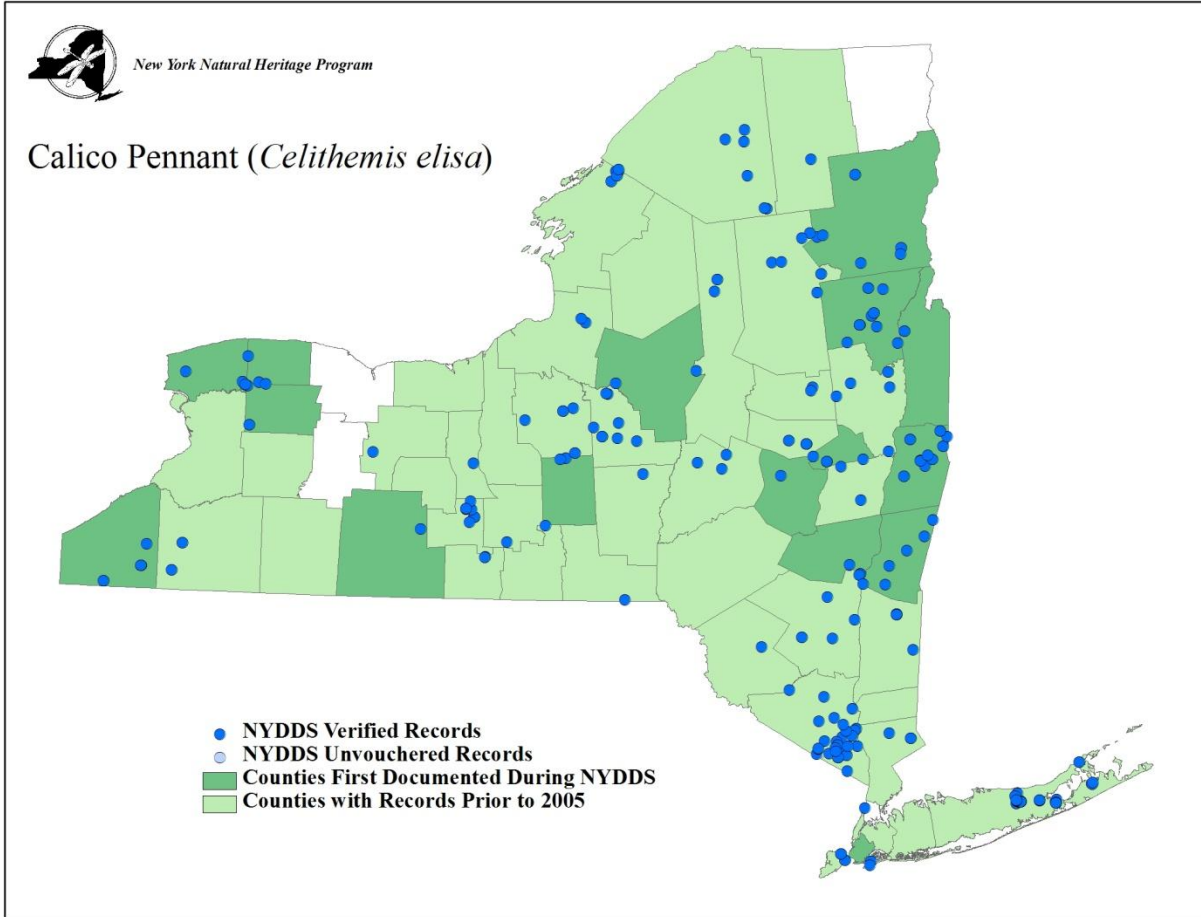 New York Natural Heritage Program
Calico Pennant (Celithemis elisa)
NYDDS Verified Records
NYDDS Unvouchered Records
Counties First Documented During NYDDS
Counties with Records Prior to 2005